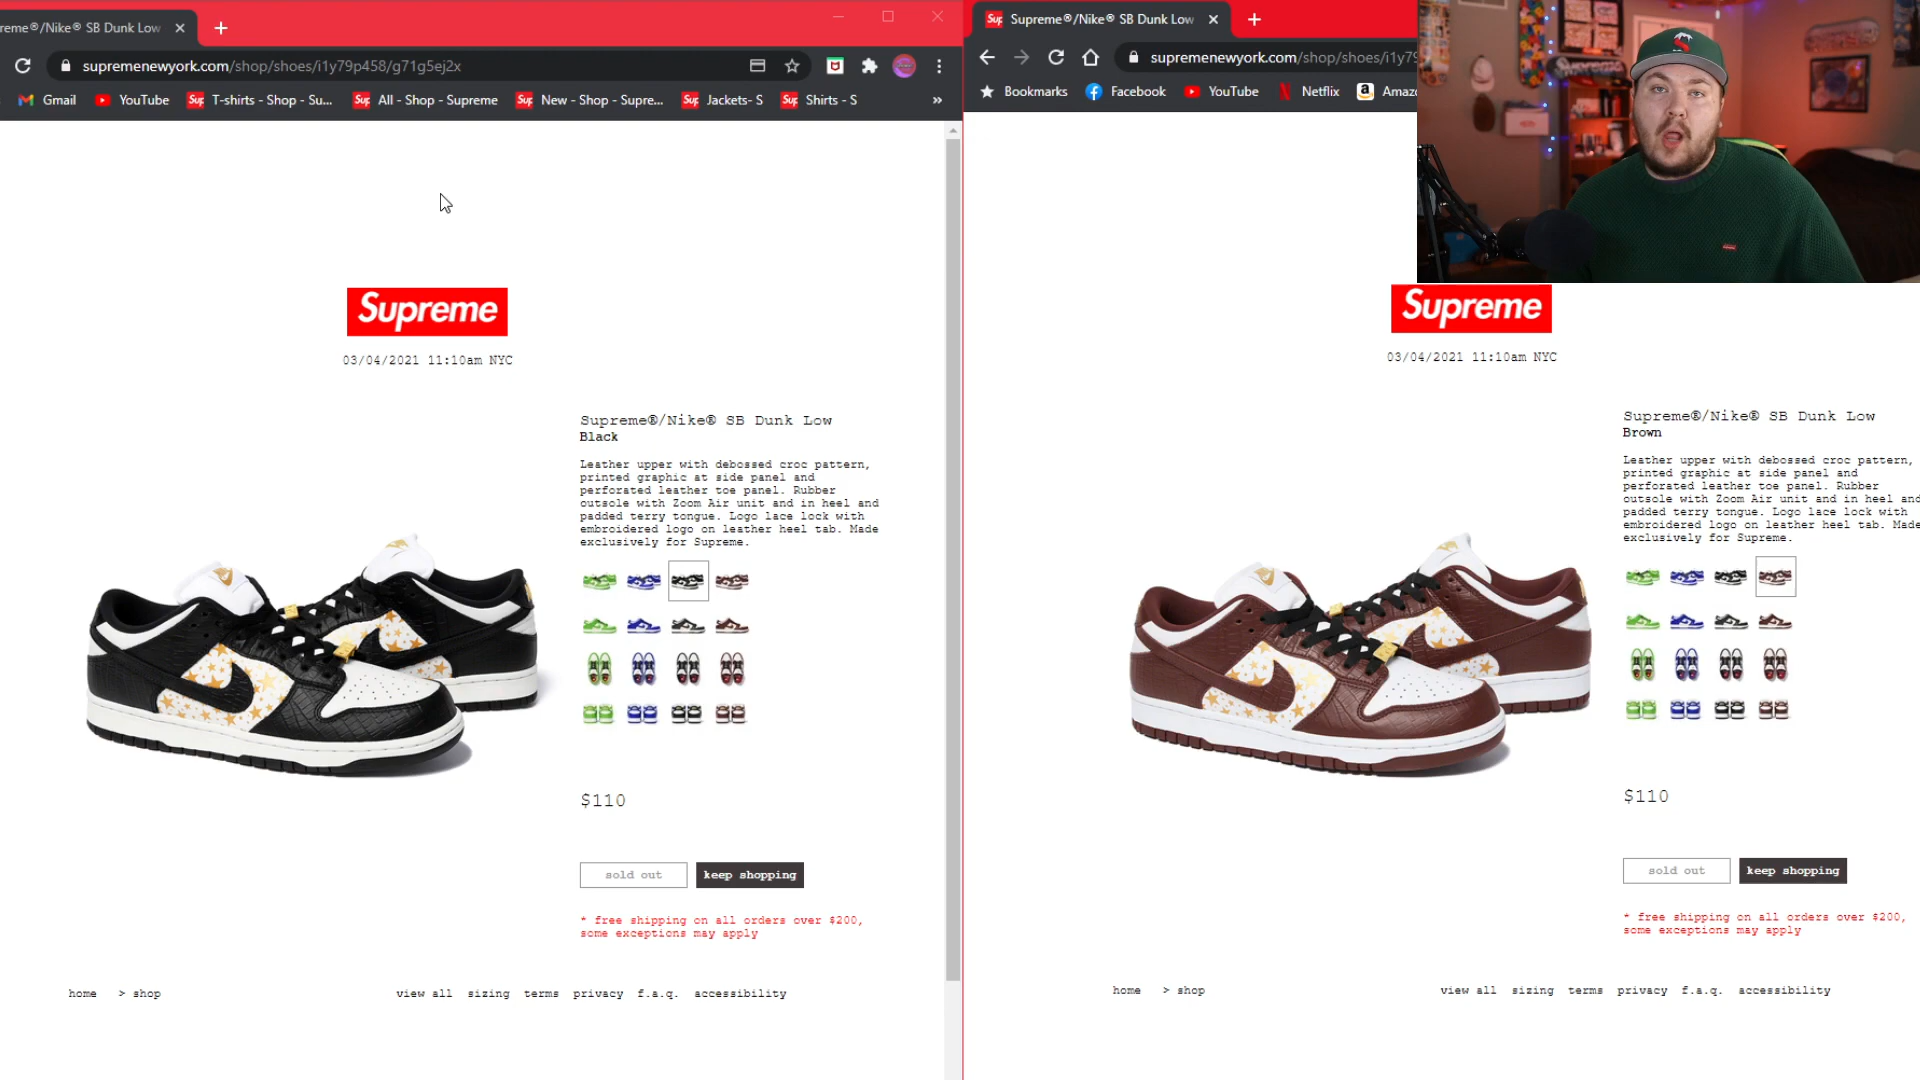 reme®/Nike® SB Dunk Low
supremenewyork.com/shop/shoes/i1y79p458/g71g5ej2x
Gmail YouTube Sup T-shirts - Shop - Su... Sup All - Shop - Supreme Sup New - Shop - Supre... Sup Jackets- S Sup Shirts - S »
Supreme
03/04/2021 11:10am NYC
Supreme®/Nike® SB Dunk Low
Black
Leather upper with debossed croc pattern,
printed graphic at side panel and
perforated leather toe panel. Rubber
outsole with Zoom Air unit and in heel and
padded terry tongue. Logo lace lock with
embroidered logo on leather heel tab. Made
exclusively for Supreme.
$110
sold out keep shopping
* free shipping on all orders over $200,
some exceptions may apply
home > shop view all sizing terms privacy f.a.q. accessibility
Sup Supreme®/Nike® SB Dunk Low
supremenewyork.com/shop/shoes/i1y79
Bookmarks Facebook YouTube Netflix Amazo
Supreme
03/04/2021 11:10am NYC
Supreme®/Nike® SB Dunk Low
Brown
Leather upper with debossed croc pattern,
printed graphic at side panel and
perforated leather toe panel. Rubber
outsole with Zoom Air unit and in heel and
padded terry tongue. Logo lace lock with
embroidered logo on leather heel tab. Made
exclusively for Supreme.
$110
sold out keep shopping
* free shipping on all orders over $200,
some exceptions may apply
home > shop view all sizing terms privacy f.a.q. accessibility